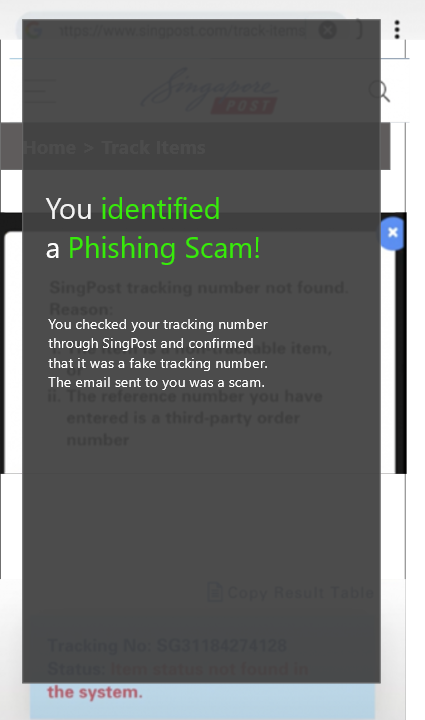 https://www.singpost.com/track-items
Singapore
POST
Home > Track Items
You identified
a Phishing Scam!
SingPost tracking number not found.
Reason:
You checked your tracking number
through SingPost and confirmed
that it was a fake tracking number.
The email sent to you was a scam.
item,
ii. The reference number you have
entered is a third-party order
number
Copy Result Table
Tracking No: SG31184274128
Status: Item status not found in
the system.